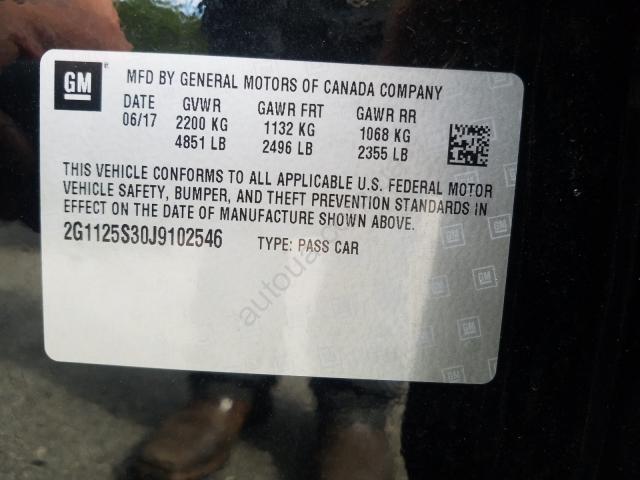 GM
MFD BY GENERAL MOTORS OF CANADA COMPANY
DATE GVWR GAWR FRT GAWR RR
06/17 2200 KG 1132 KG 1068 KG
4851 LB 2496 LB 2355 LB
THIS VEHICLE CONFORMS TO ALL APPLICABLE U.S. FEDERAL MOTOR
VEHICLE SAFETY, BUMPER, AND THEFT PREVENTION STANDARDS IN
EFFECT ON THE DATE OF MANUFACTURE SHOWN ABOVE.
2G1125S30J9102546 TYPE: PASS CAR